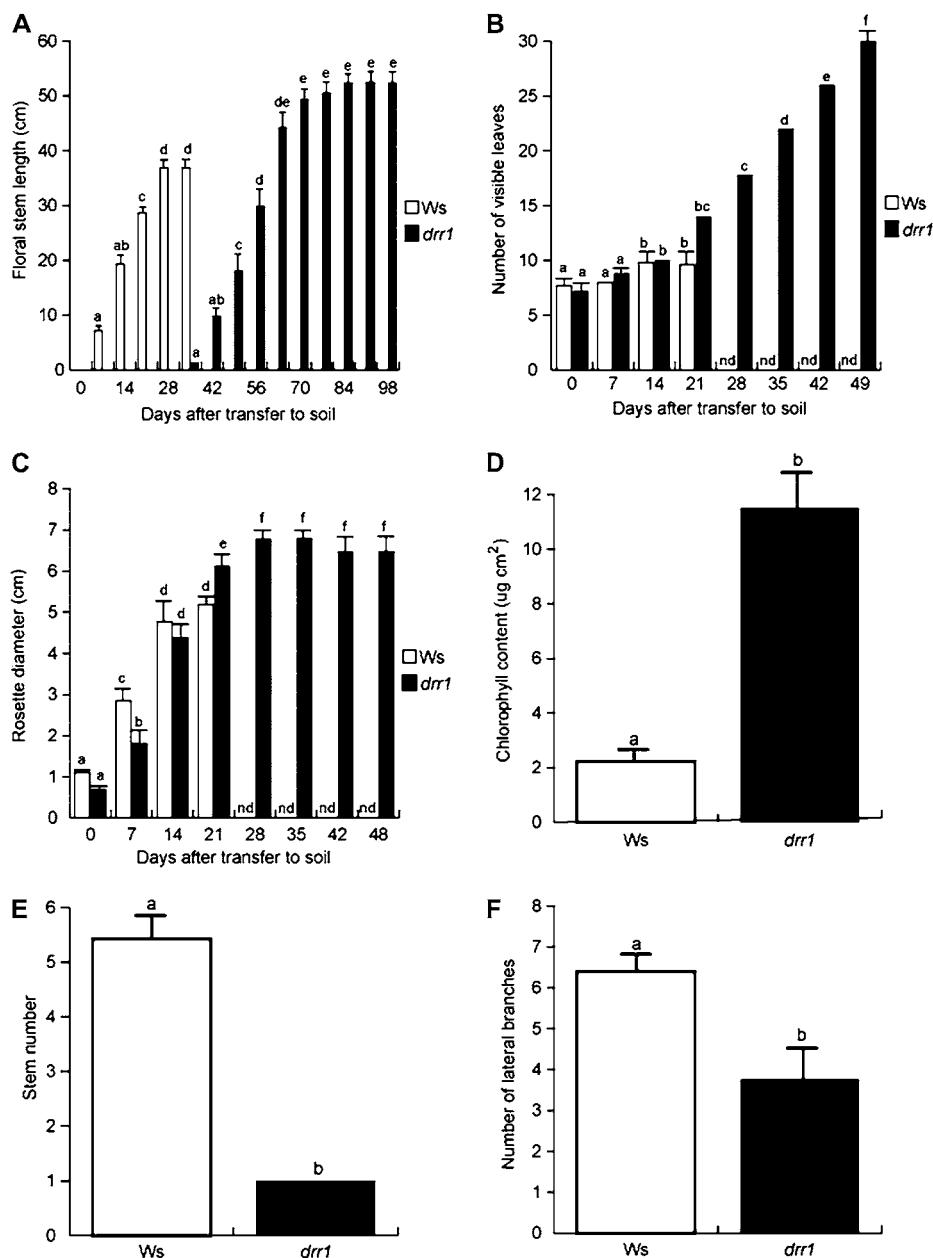 A
60
50
40
30
20
10
0
Floral stem length (cm)
a
ab
c
d
d
a
ab
c
d
de
e
e
e
e
e
Ws
drr1
0 14 28 42 56 70 84 98
Days after transfer to soil
B
30
25
20
15
10
5
0
Number of visible leaves
a a a a b b b bc c d e f
nd nd nd nd
Ws
drr1
0 7 14 21 28 35 42 49
Days after transfer to soil
C
8
7
6
5
4
3
2
1
0
Rosette diameter (cm)
a a c b d d d e f f f f
nd nd nd nd
Ws
drr1
0 7 14 21 28 35 42 48
Days after transfer to soil
D
12
10
8
6
4
2
0
Chlorophyll content (ug cm²)
a
b
Ws drr1
E
6
5
4
3
2
1
0
Stem number
a
b
Ws drr1
F
8
7
6
5
4
3
2
1
0
Number of lateral branches
a
b
Ws drr1